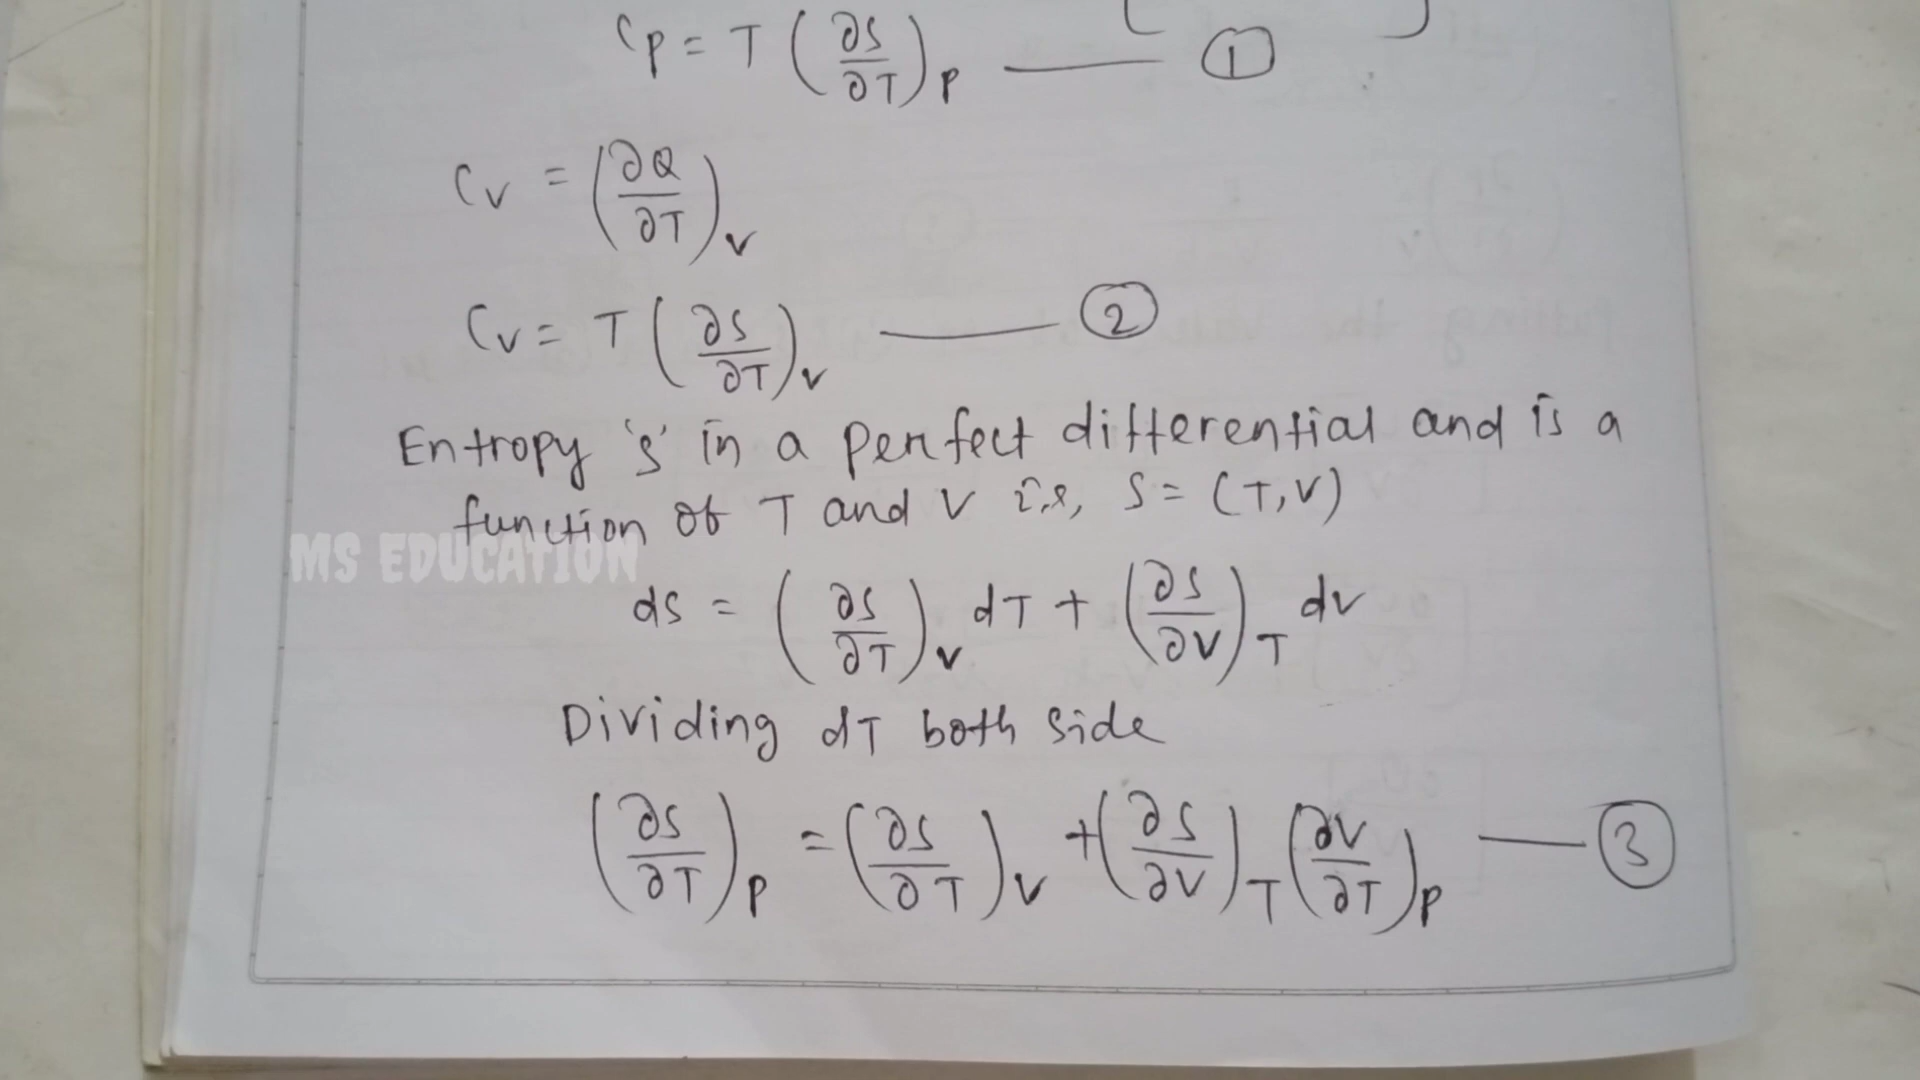 Cp = T (∂S/∂T)p —— ①
Cv = (∂Q/∂T)v
Cv = T (∂S/∂T)v —— ②
Entropy 's' in a perfect differential and is a
function of T and V i.e, S = (T,V)
MS EDUCATION
ds = (∂S/∂T)v dT + (∂S/∂V)T dv
Dividing dT both side
(∂S/∂T)p = (∂S/∂T)v + (∂S/∂V)T (∂V/∂T)p —— ③